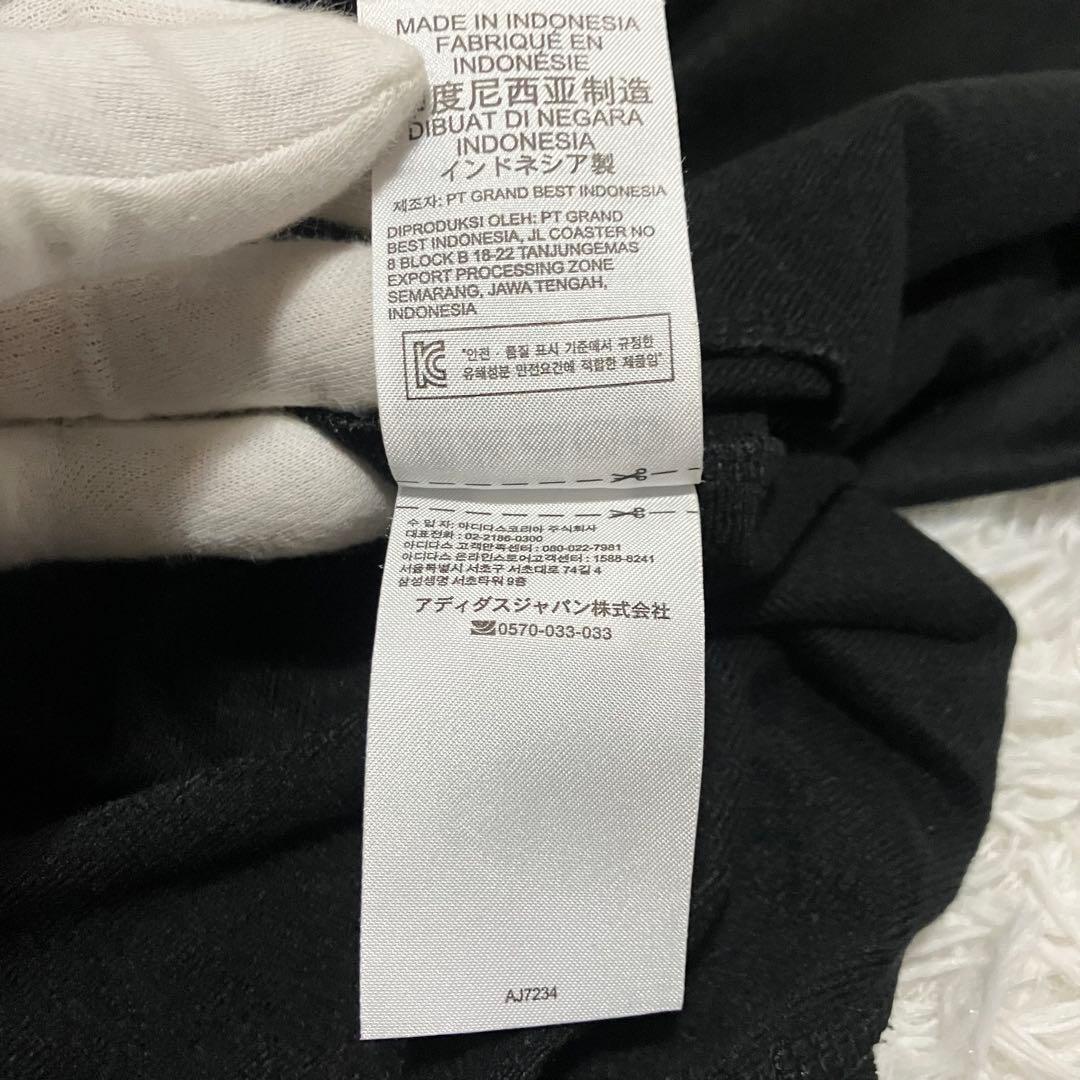 MADE IN INDONESIA
FABRIQUÉ EN
INDONÉSIE
度尼西亚制造
DIBUAT DI NEGARA
INDONESIA
インドネシア製
제조자: PT GRAND BEST INDONESIA
DIPRODUKSI OLEH: PT GRAND
BEST INDONESIA, JL COASTER NO
8 BLOCK B 18-22 TANJUNGEMAS
EXPORT PROCESSING ZONE
SEMARANG, JAWA TENGAH,
INDONESIA
"안전 · 품질 표시 기준에서 규정한
유해성분 안전요건에 적합한 제품임"
수 입 자: 아디다스코리아 주식회사
대표전화 : 02-2186-0300
아디다스 고객만족센터 : 080-022-7981
아디다스 온라인스토어고객센터 : 1588-8241
서울특별시 서초구 서초대로 74길 4
삼성생명 서초타워 9층
アディダスジャパン株式会社
0570-033-033
AJ7234